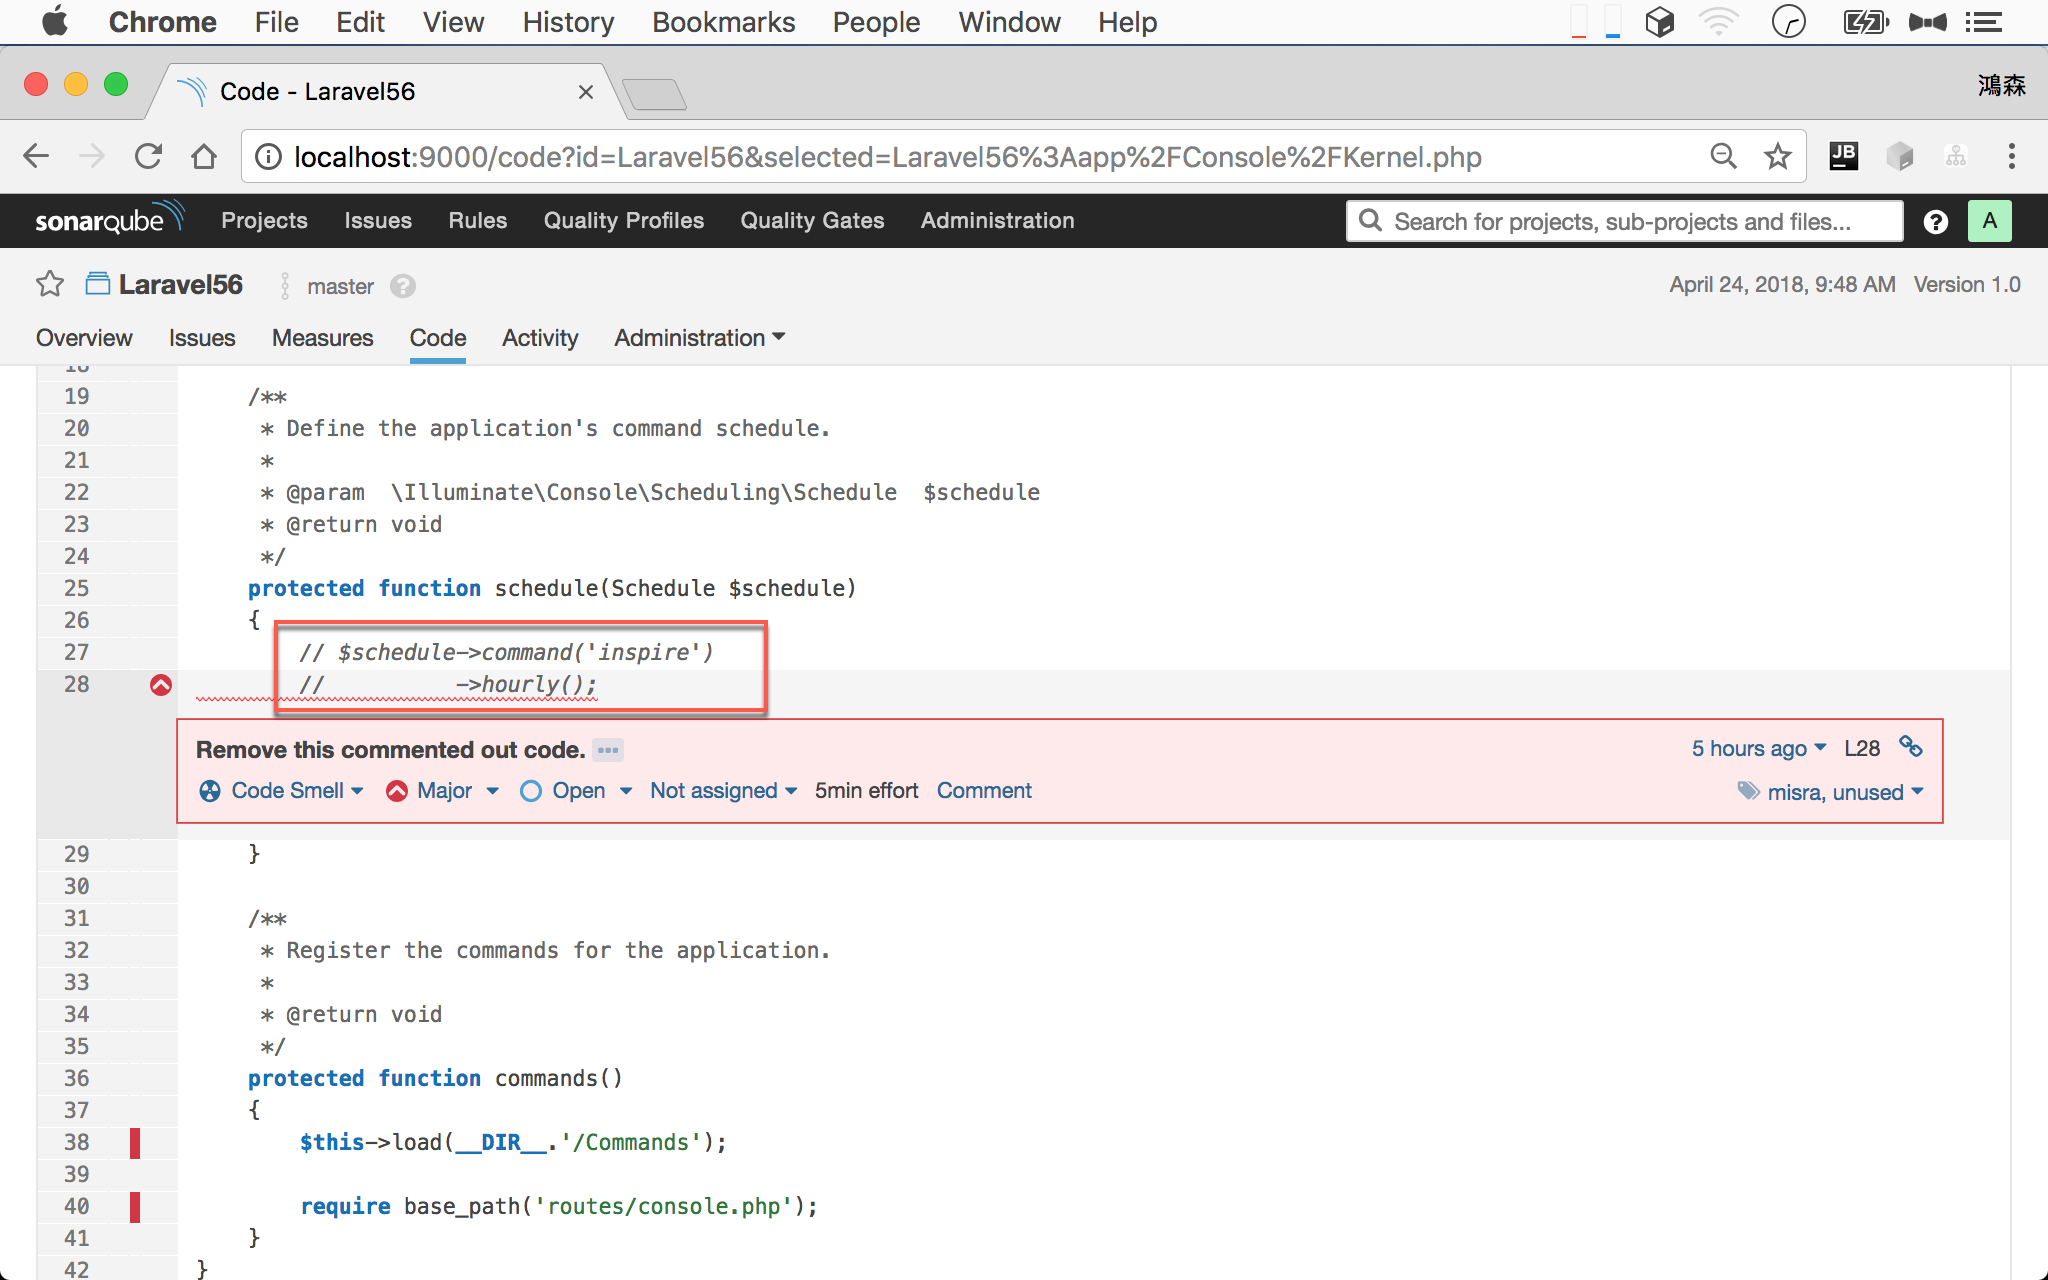 Chrome File Edit View History Bookmarks People Window Help
Code - Laravel56
鴻森
localhost:9000/code?id=Laravel56&selected=Laravel56%3Aapp%2FConsole%2FKernel.php
JB
sonarqube Projects Issues Rules Quality Profiles Quality Gates Administration Search for projects, sub-projects and files... ? A
Laravel56 master ? April 24, 2018, 9:48 AM Version 1.0
Overview Issues Measures Code Activity Administration
18
19 /**
20 * Define the application's command schedule.
21 *
22 * @param  \Illuminate\Console\Scheduling\Schedule  $schedule
23 * @return void
24 */
25 protected function schedule(Schedule $schedule)
26 {
27 // $schedule->command('inspire')
28 //          ->hourly();
Remove this commented out code. ••• 5 hours ago L28
Code Smell Major Open Not assigned 5min effort Comment misra, unused
29 }
30
31 /**
32 * Register the commands for the application.
33 *
34 * @return void
35 */
36 protected function commands()
37 {
38 $this->load(__DIR__.'/Commands');
39
40 require base_path('routes/console.php');
41 }
42 }